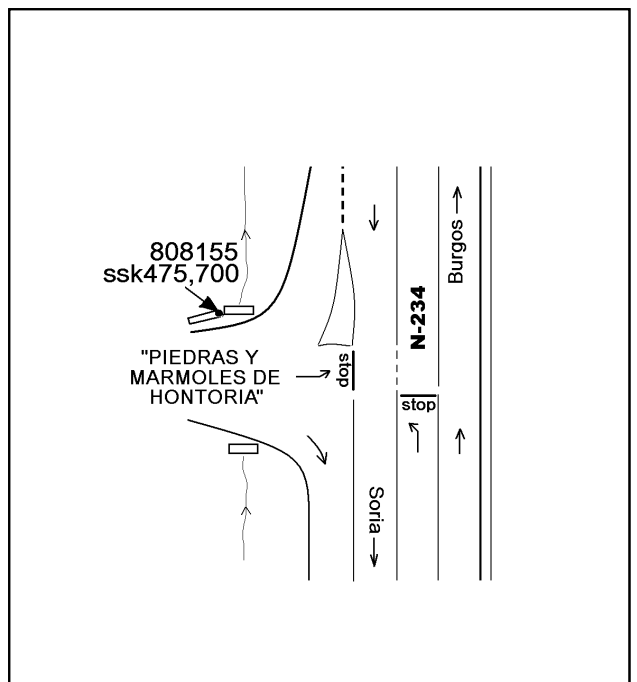 808155
ssk475,700
"PIEDRAS Y
MARMOLES DE
HONTORIA"
stop
N-234
Burgos
stop
Soria